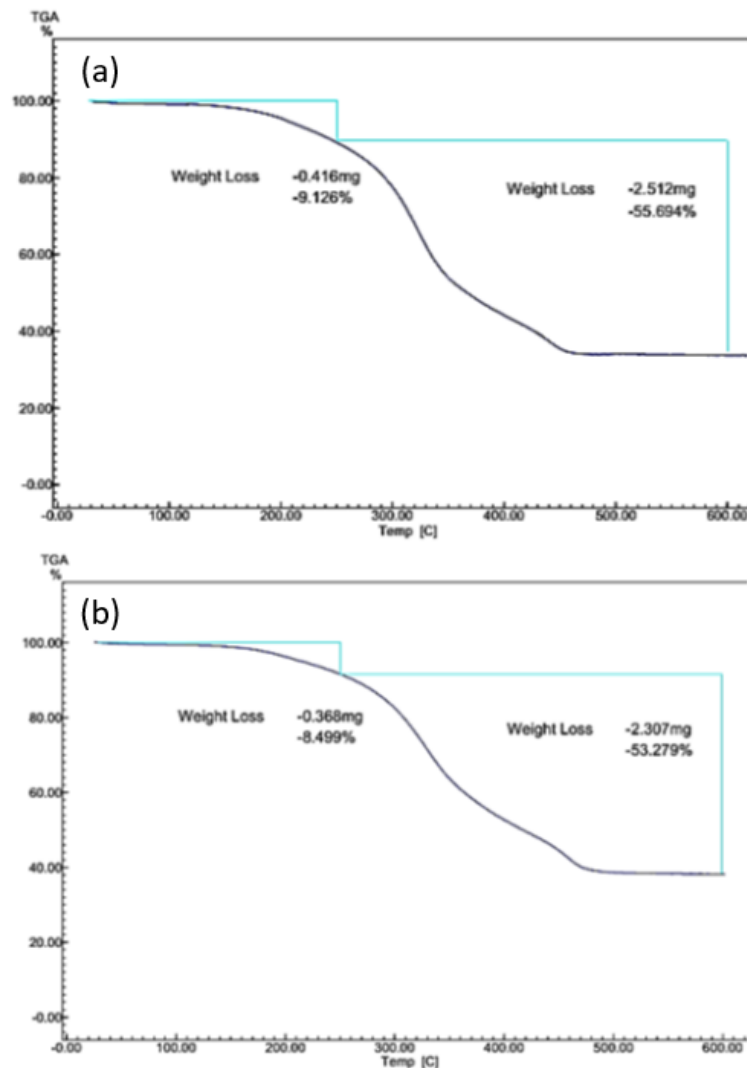 TGA
%
(a)
100.00
Weight Loss -0.416mg
-9.126%
Weight Loss -2.512mg
-55.694%
80.00
60.00
40.00
20.00
-0.00
-0.00 100.00 200.00 300.00 400.00 500.00 600.00
Temp [C]
TGA
%
(b)
100.00
Weight Loss -0.368mg
-8.499%
Weight Loss -2.307mg
-53.279%
80.00
60.00
40.00
20.00
-0.00
-0.00 100.00 200.00 300.00 400.00 500.00 600.00
Temp [C]